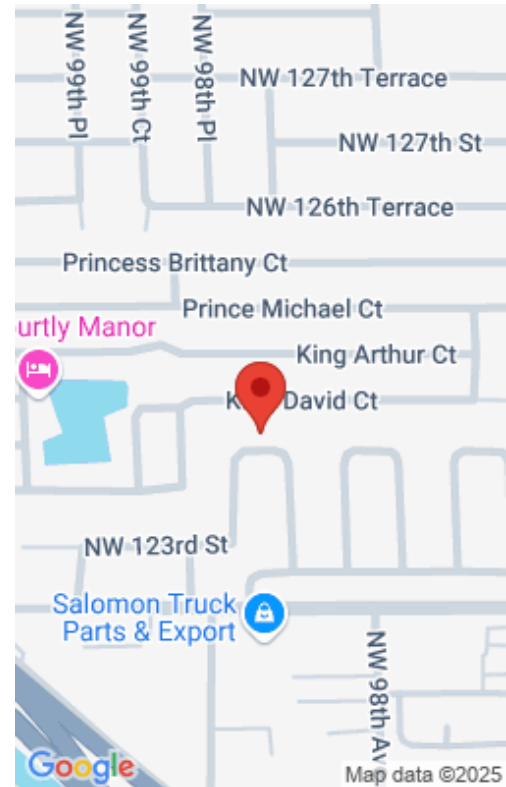 NW 99th Pl
NW 99th Ct
NW 98th Pl
NW 127th Terrace
NW 127th St
NW 126th Terrace
Princess Brittany Ct
Prince Michael Ct
urtly Manor
King Arthur Ct
K David Ct
NW 123rd St
Salomon Truck
Parts & Export
NW 98th Av
Google
Map data ©2025